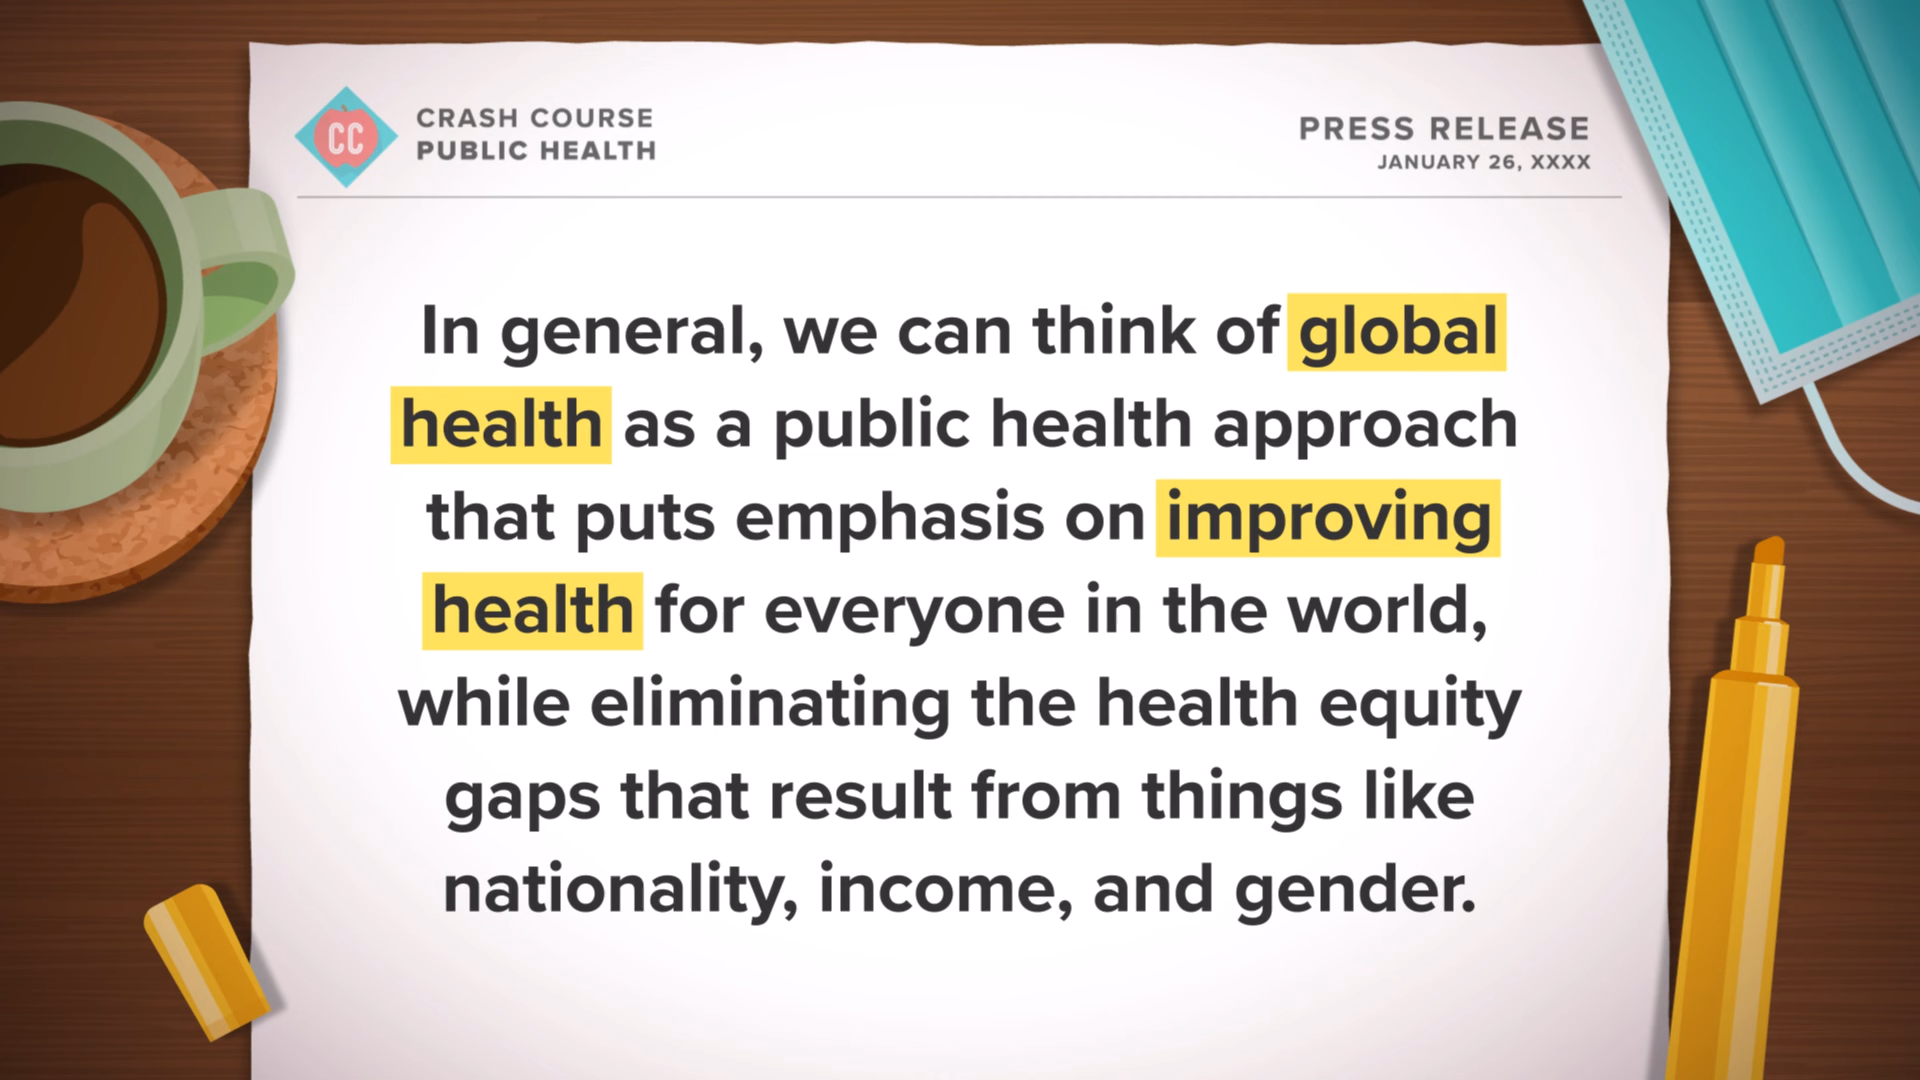 CC
CRASH COURSE
PUBLIC HEALTH
PRESS RELEASE
JANUARY 26, XXXX
In general, we can think of global
health as a public health approach
that puts emphasis on improving
health for everyone in the world,
while eliminating the health equity
gaps that result from things like
nationality, income, and gender.